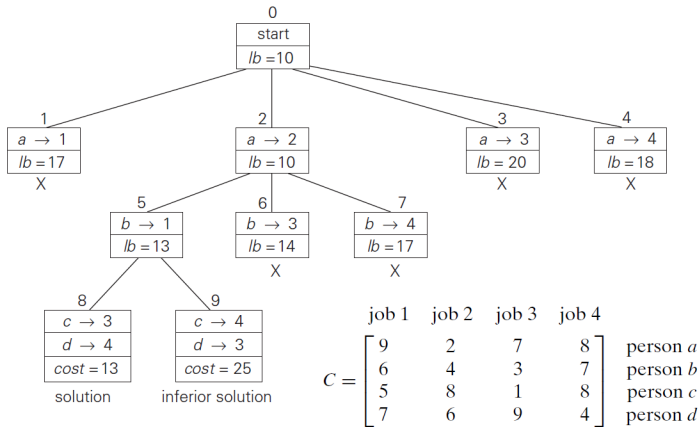 0
start
lb =10
1 2 3 4
a → 1 a → 2 a → 3 a → 4
lb =17 lb =10 lb = 20 lb =18
X X X
5 6 7
b → 1 b → 3 b → 4
lb =13 lb =14 lb =17
X X
8 9
c → 3 c → 4
d → 4 d → 3
cost = 13 cost = 25
solution inferior solution
job 1 job 2 job 3 job 4
9 2 7 8 person a
6 4 3 7 person b
C =
5 8 1 8 person c
7 6 9 4 person d